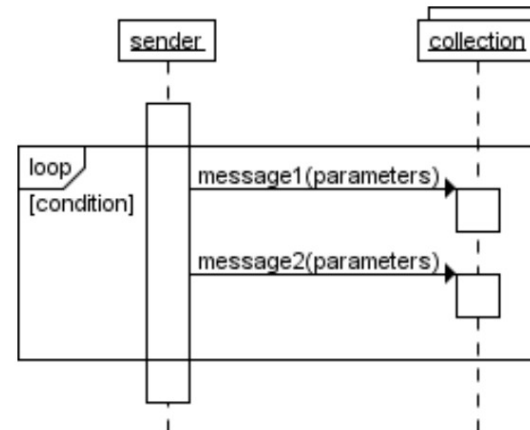 sender
collection
loop
message1(parameters)
[condition]
message2(parameters)